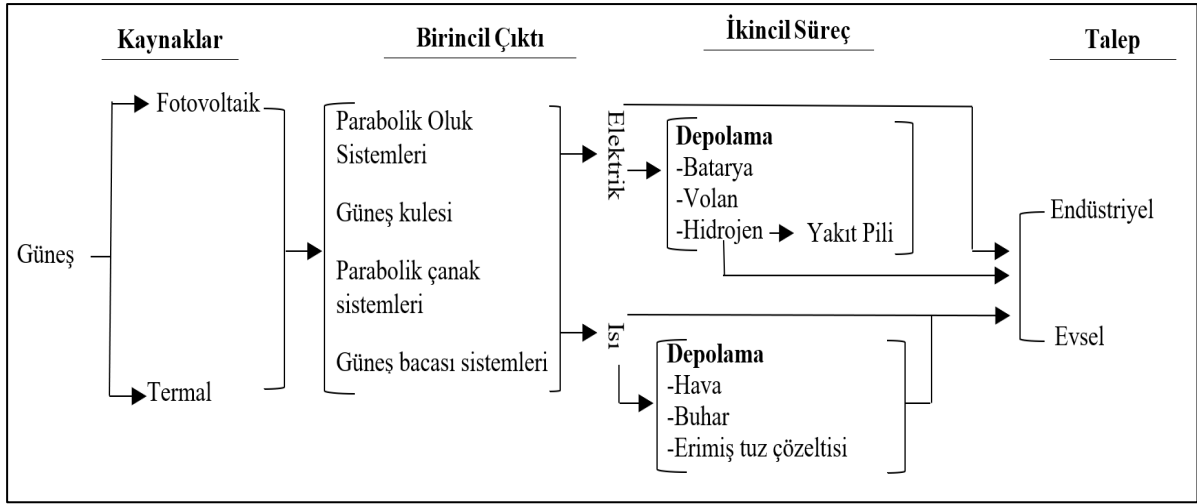 Kaynaklar
Birincil Çıktı
İkincil Süreç
Talep
Güneş
Fotovoltaik
Termal
Parabolik Oluk
Sistemleri
Güneş kulesi
Parabolik çanak
sistemleri
Güneş bacası sistemleri
Elektrik
Isı
Depolama
-Batarya
-Volan
-Hidrojen
Yakıt Pili
Depolama
-Hava
-Buhar
-Erimiş tuz çözeltisi
Endüstriyel
Evsel